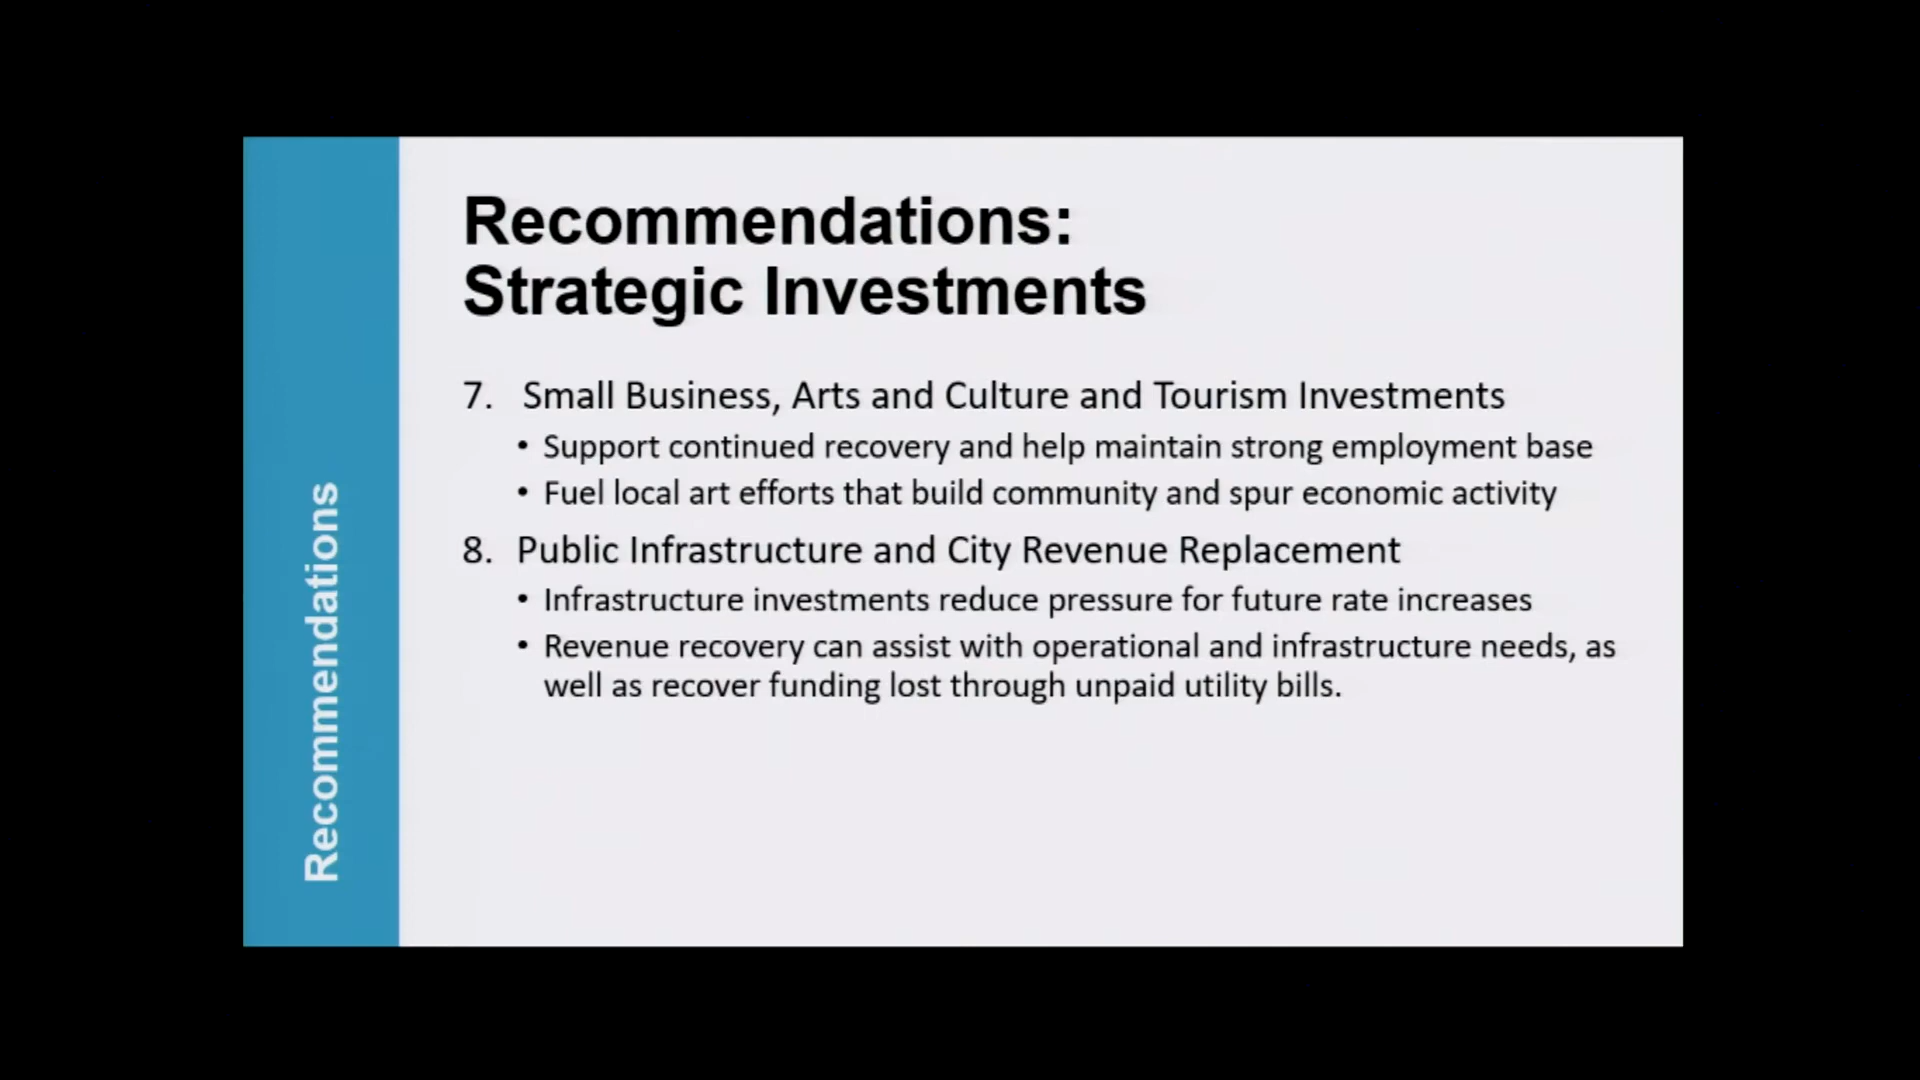 Recommendations:
Strategic Investments
7. Small Business, Arts and Culture and Tourism Investments
• Support continued recovery and help maintain strong employment base
• Fuel local art efforts that build community and spur economic activity
8. Public Infrastructure and City Revenue Replacement
• Infrastructure investments reduce pressure for future rate increases
• Revenue recovery can assist with operational and infrastructure needs, as
well as recover funding lost through unpaid utility bills.
Recommendations